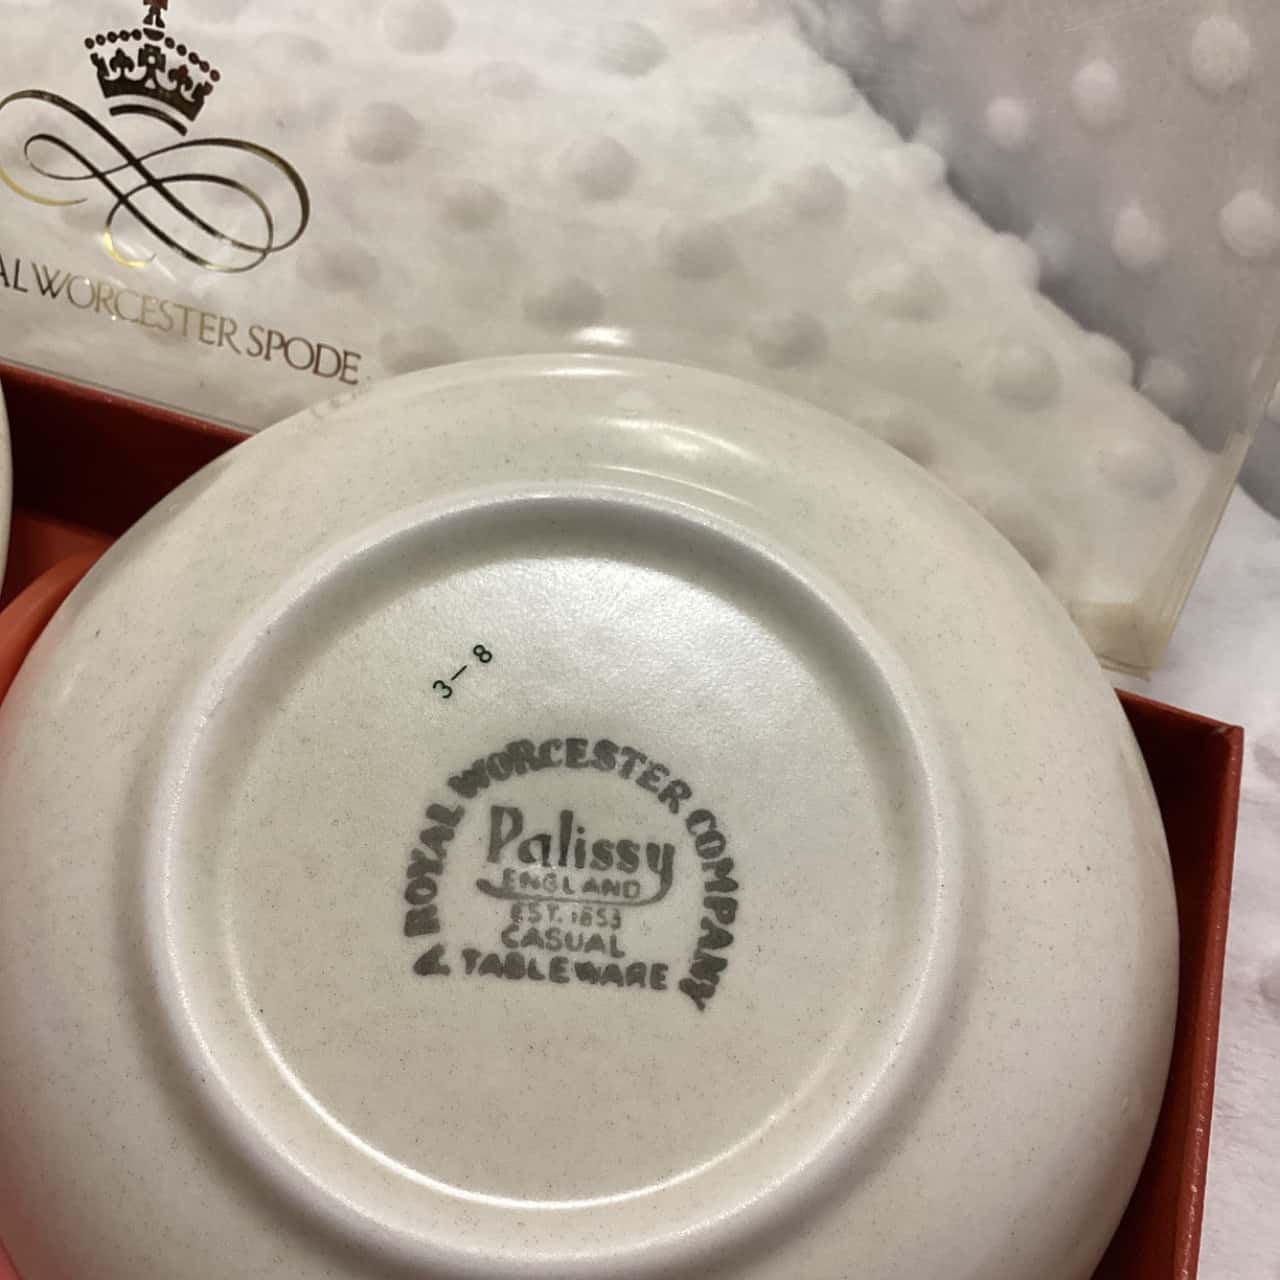 AL WORCESTER SPODE
3-8
A ROYAL WORCESTER COMPANY
Palissy
ENGLAND
EST. 1853
CASUAL
TABLEWARE